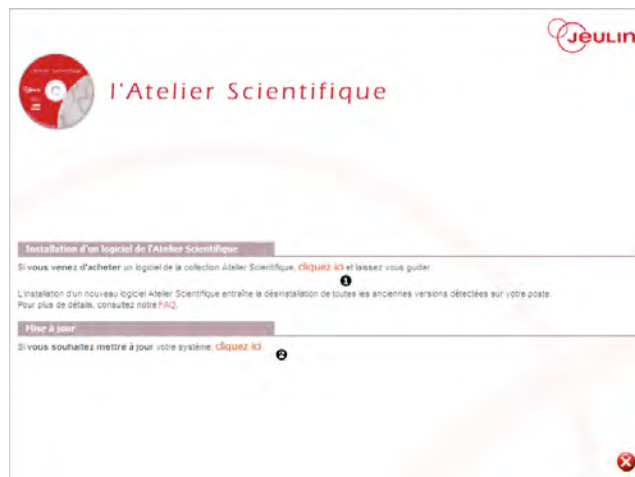 Jeulin
l'Atelier Scientifique
Installation d'un logiciel de l'Atelier Scientifique
Si vous venez d'acheter un logiciel de la collection Atelier Scientifique, cliquez ici et laissez vous guider.
❶
L'installation d'un nouveau logiciel Atelier Scientifique entraîne la désinstallation de toutes les anciennes versions détectées sur votre poste.
Pour plus de détails, consultez notre FAQ.
Mise à jour
Si vous souhaitez mettre à jour votre système, cliquez ici
❷